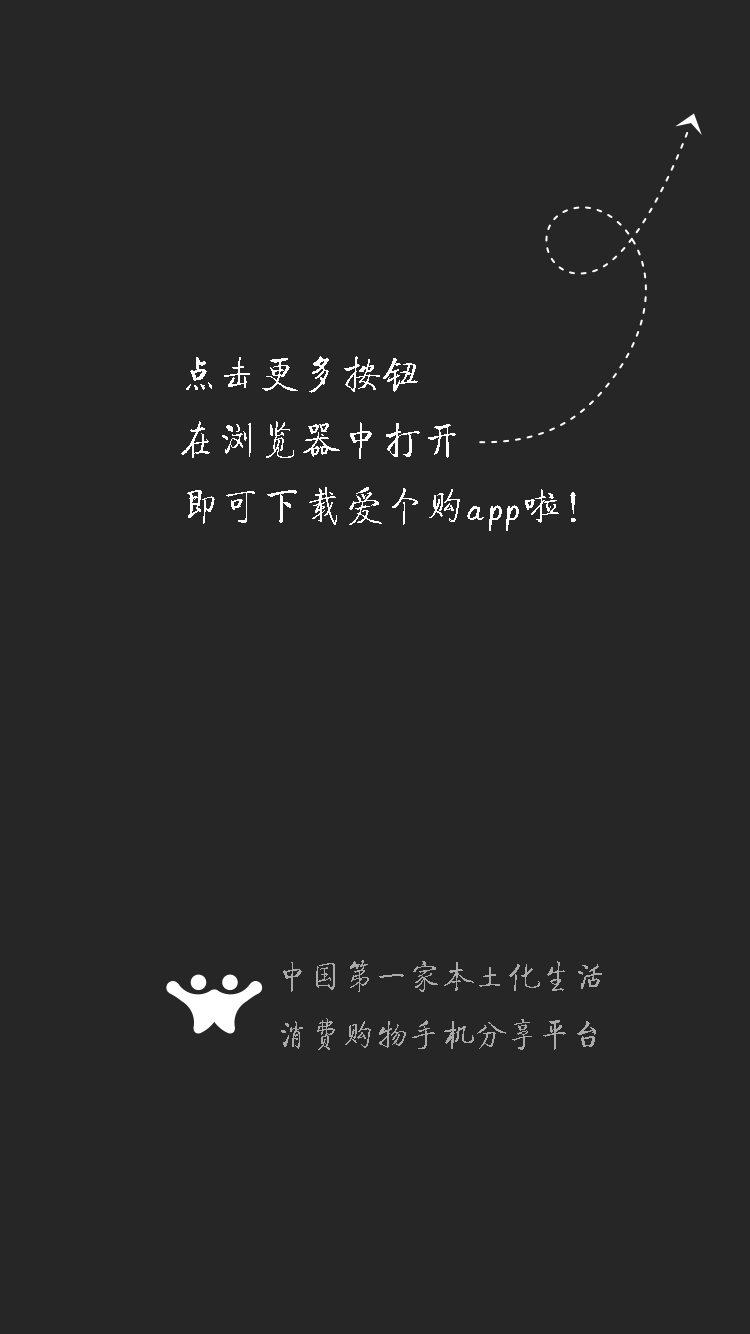 点击更多按钮
在浏览器中打开
即可下载爱个购app啦！
中国第一家本土化生活
消费购物手机分享平台